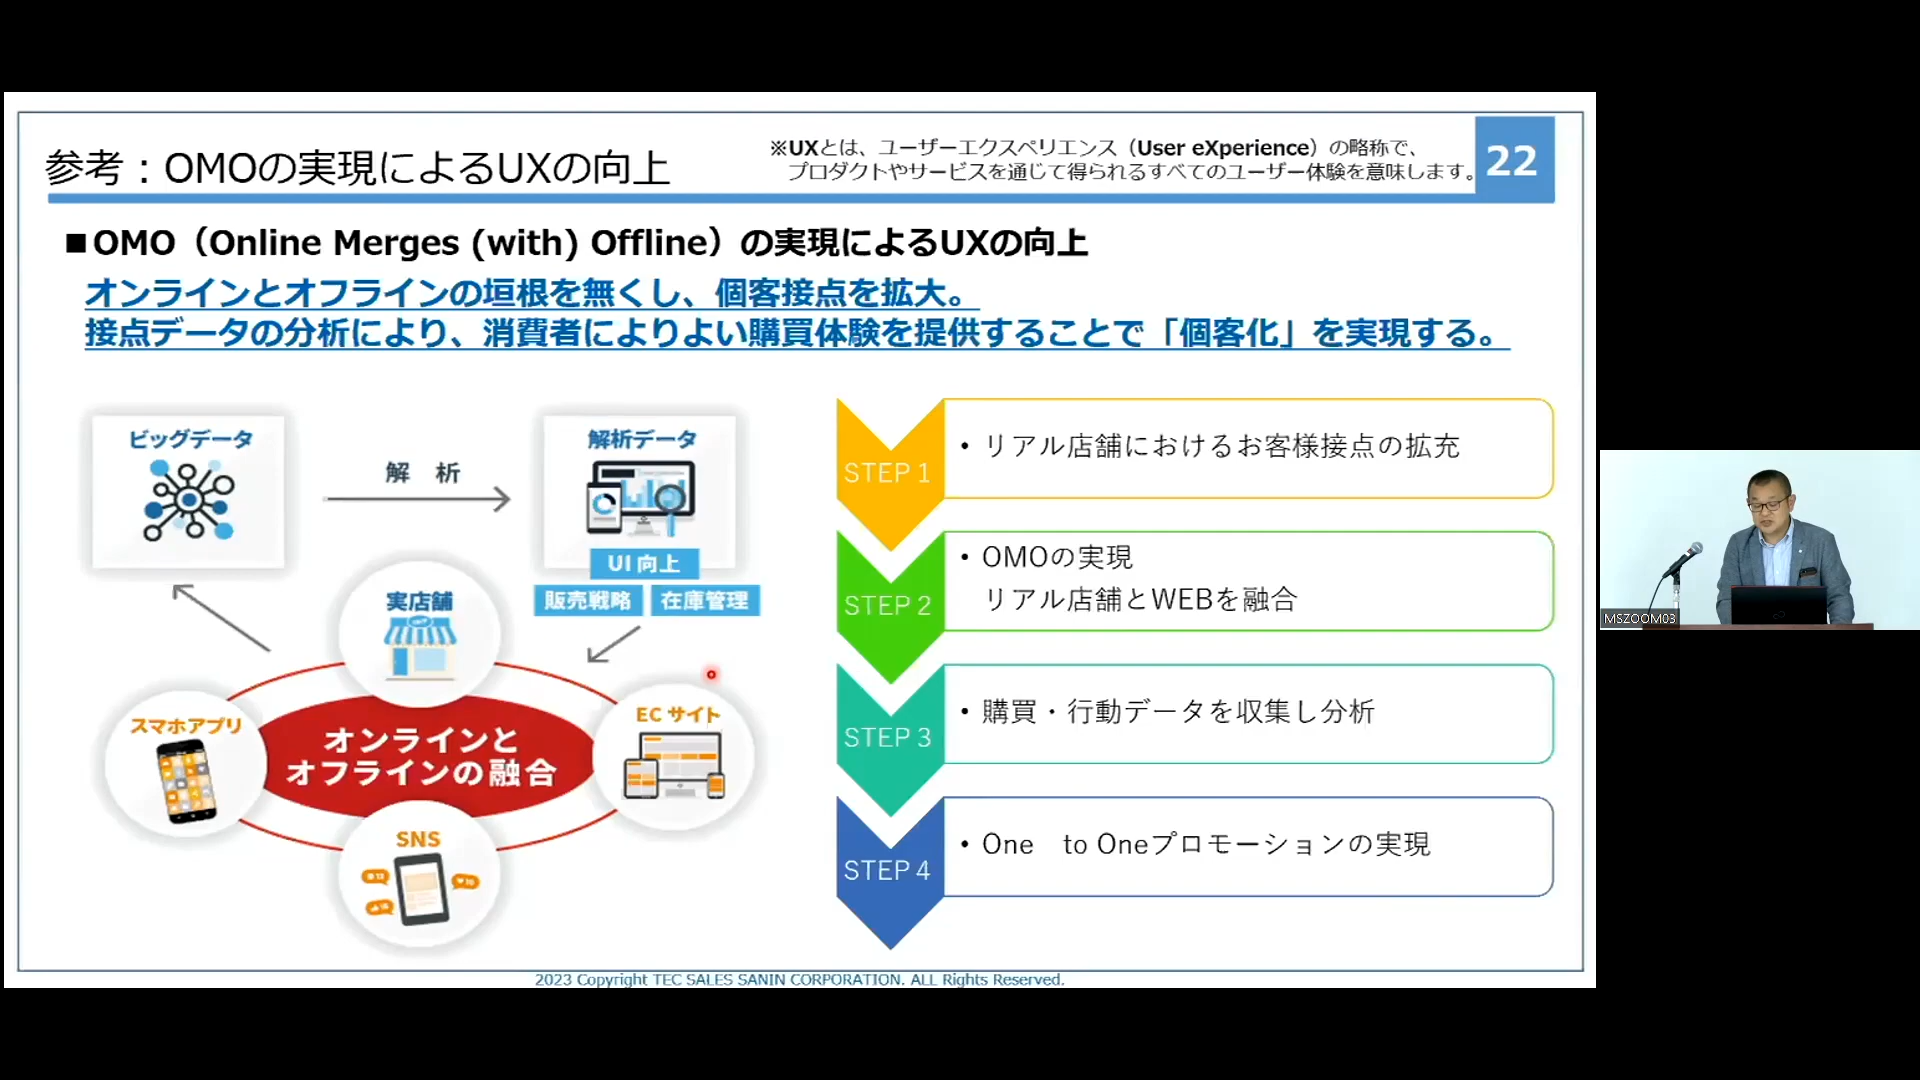 参考：OMOの実現によるUXの向上
※UXとは、ユーザーエクスペリエンス（User eXperience）の略称で、
プロダクトやサービスを通じて得られるすべてのユーザー体験を意味します。
22
■OMO（Online Merges (with) Offline）の実現によるUXの向上
オンラインとオフラインの垣根を無くし、個客接点を拡大。
接点データの分析により、消費者によりよい購買体験を提供することで「個客化」を実現する。
ビッグデータ
解 析
解析データ
UI 向上
販売戦略
在庫管理
実店舗
スマホアプリ
オンラインと
オフラインの融合
EC サイト
SNS
STEP 1
• リアル店舗におけるお客様接点の拡充
STEP 2
• OMOの実現
リアル店舗とWEBを融合
STEP 3
• 購買・行動データを収集し分析
STEP 4
• One　to Oneプロモーションの実現
2023 Copyright TEC SALES SANIN CORPORATION. ALL Rights Reserved.
MSZOOM03